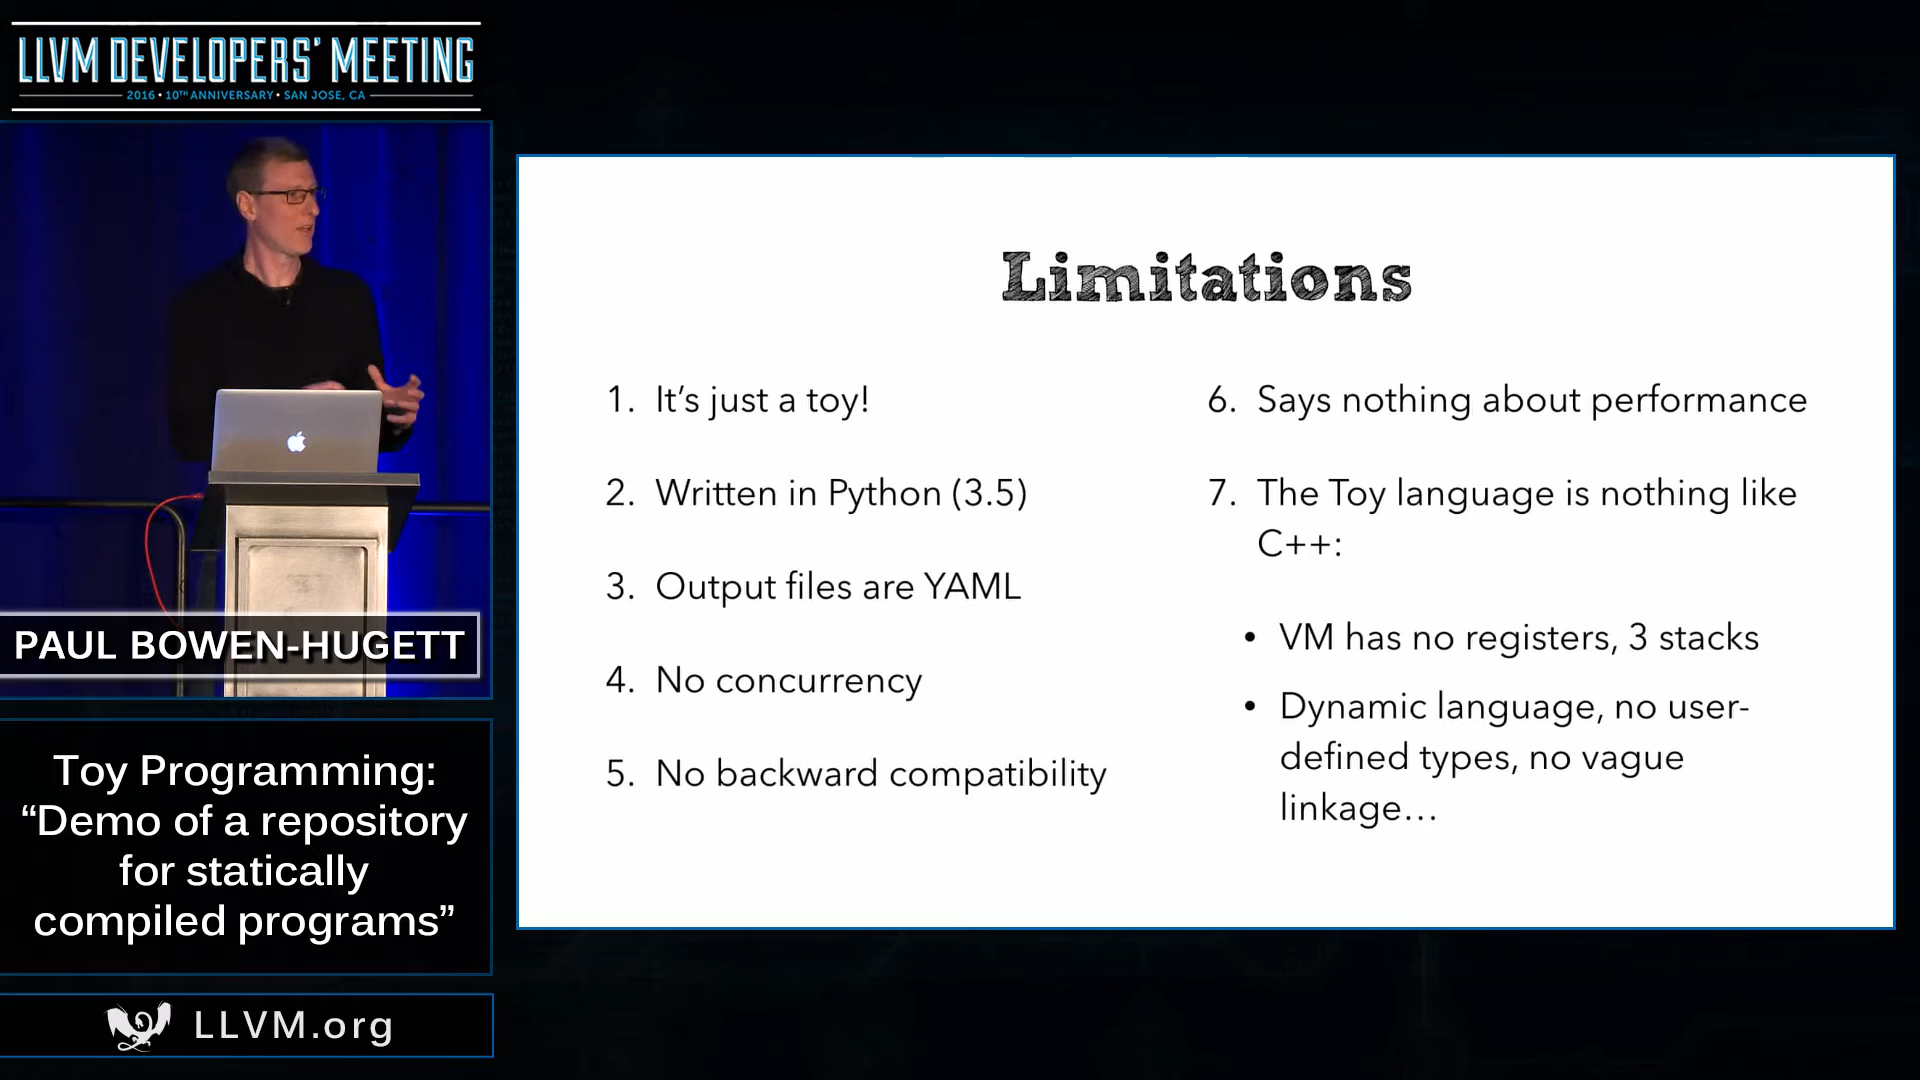 LLVM DEVELOPERS' MEETING
2016 • 10TH ANNIVERSARY • SAN JOSE, CA
PAUL BOWEN-HUGETT
Toy Programming:
“Demo of a repository
for statically
compiled programs”
LLVM.org
Limitations
1. It’s just a toy!
2. Written in Python (3.5)
3. Output files are YAML
4. No concurrency
5. No backward compatibility
6. Says nothing about performance
7. The Toy language is nothing like
C++:
• VM has no registers, 3 stacks
• Dynamic language, no user-
defined types, no vague
linkage…